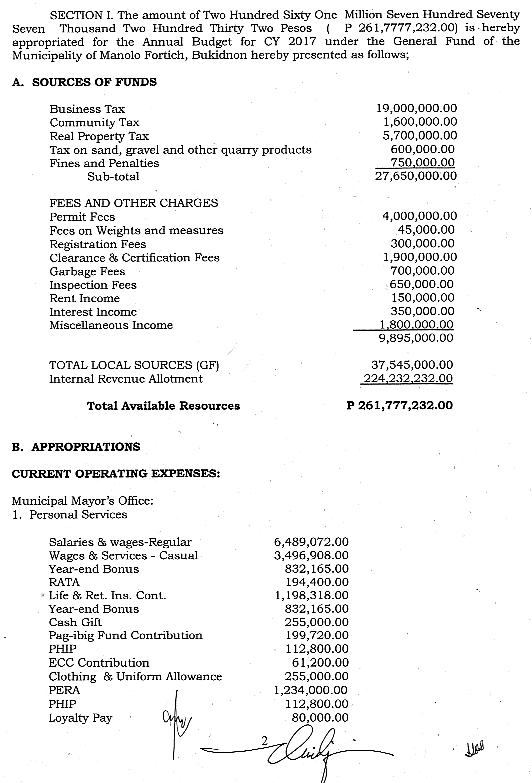 SECTION I. The amount of Two Hundred Sixty One Million Seven Hundred Seventy
Seven Thousand Two Hundred Thirty Two Pesos ( P 261,7777,232.00) is hereby
appropriated for the Annual Budget for CY 2017 under the General Fund of the
Municipality of Manolo Fortich, Bukidnon hereby presented as follows;
A. SOURCES OF FUNDS
Business Tax 19,000,000.00
Community Tax 1,600,000.00
Real Property Tax 5,700,000.00
Tax on sand, gravel and other quarry products 600,000.00
Fines and Penalties 750,000.00
Sub-total 27,650,000.00
FEES AND OTHER CHARGES
Permit Fees 4,000,000.00
Fees on Weights and measures 45,000.00
Registration Fees 300,000.00
Clearance & Certification Fees 1,900,000.00
Garbage Fees 700,000.00
Inspection Fees 650,000.00
Rent Income 150,000.00
Interest Income 350,000.00
Miscellaneous Income 1,800,000.00
9,895,000.00
TOTAL LOCAL SOURCES (GF) 37,545,000.00
Internal Revenue Allotment 224,232,232.00
Total Available Resources P 261,777,232.00
B. APPROPRIATIONS
CURRENT OPERATING EXPENSES:
Municipal Mayor's Office:
1. Personal Services
Salaries & wages-Regular 6,489,072.00
Wages & Services - Casual 3,496,908.00
Year-end Bonus 832,165.00
RATA 194,400.00
Life & Ret. Ins. Cont. 1,198,318.00
Year-end Bonus 832,165.00
Cash Gift 255,000.00
Pag-ibig Fund Contribution 199,720.00
PHIP 112,800.00
ECC Contribution 61,200.00
Clothing & Uniform Allowance 255,000.00
PERA 1,234,000.00
PHIP 112,800.00
Loyalty Pay 80,000.00
2